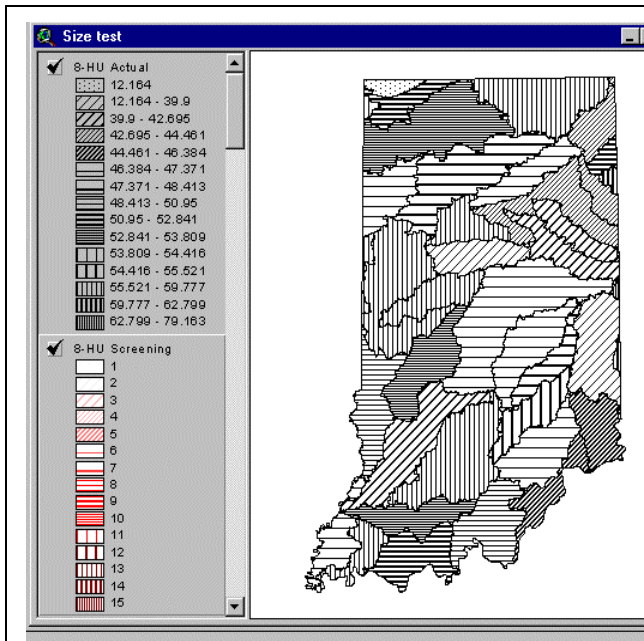 Size test
8-HU Actual
12.164
12.164 - 39.9
39.9 - 42.695
42.695 - 44.461
44.461 - 46.384
46.384 - 47.371
47.371 - 48.413
48.413 - 50.95
50.95 - 52.841
52.841 - 53.809
53.809 - 54.416
54.416 - 55.521
55.521 - 59.777
59.777 - 62.799
62.799 - 79.163
8-HU Screening
1
2
3
4
5
6
7
8
9
10
11
12
13
14
15